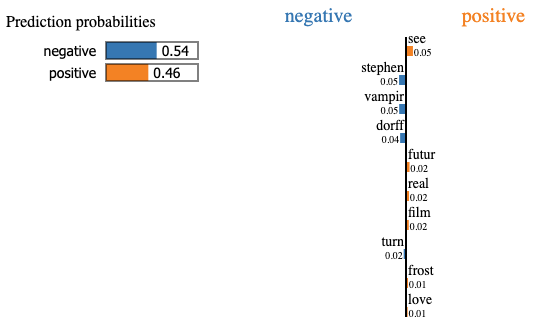 Prediction probabilities
negative 0.54
positive 0.46
negative positive
see
0.05
stephen
0.05
vampir
0.05
dorff
0.04
futur
0.02
real
0.02
film
0.02
turn
0.02
frost
0.01
love
0.01